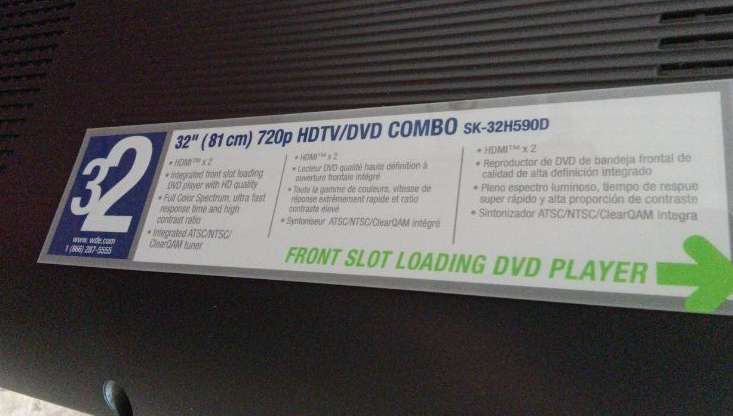 32
www. wde.com
1 (866) 287-5555
32" (81 cm) 720p HDTV/DVD COMBO SK-32H590D
• HDMI™ x 2
• Integrated front slot loading
DVD player with HD quality
• Full Color Spectrum, ultra fast
response time and high
contrast ratio
• Integrated ATSC/NTSC/
ClearQAM tuner
• HDMI™ x 2
• Lecteur DVD qualité haute définition à
ouverture frontale intégré
• Toute la gamme de couleurs, vitesse de
réponse extrêmement rapide et ratio
contraste élevé
• Syntoniseur ATSC/NTSC/ClearQAM intégré
• HDMI™ x 2
• Reproductor de DVD de bandeja frontal de
calidad de alta definición integrado
• Pleno espectro luminoso, tiempo de respue
super rápido y alta proporción de contraste
• Sintonizador ATSC/NTSC/ClearQAM integra
FRONT SLOT LOADING DVD PLAYER